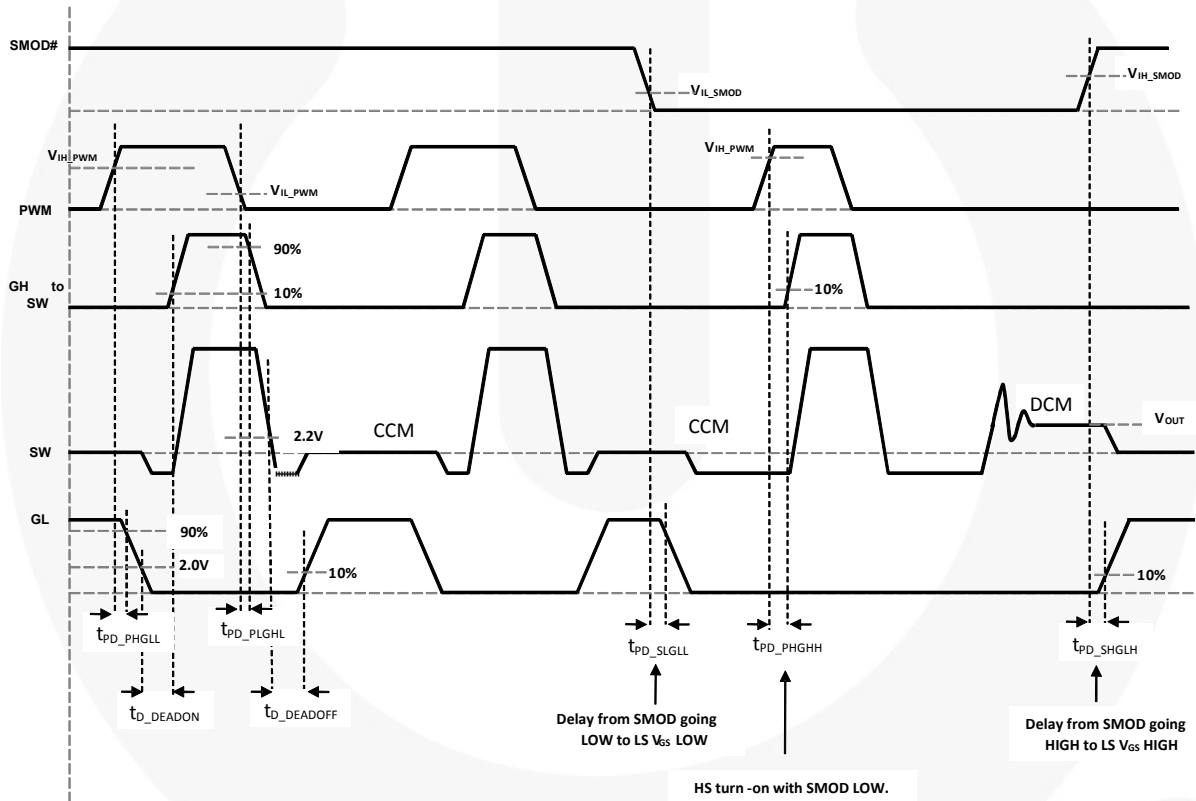 SMOD#
V_IL_SMOD
V_IH_SMOD
V_IH_PWM
V_IH_PWM
V_IL_PWM
PWM
90%
GH to
SW
10%
10%
DCM
V_OUT
2.2V
CCM
CCM
SW
GL
90%
2.0V
10%
10%
t_PD_PHGLL
t_PD_PLGHL
t_PD_SLGLL
t_PD_PHGHH
t_PD_SHGLH
t_D_DEADON
t_D_DEADOFF
Delay from SMOD going
LOW to LS V_GS LOW
Delay from SMOD going
HIGH to LS V_GS HIGH
HS turn -on with SMOD LOW.